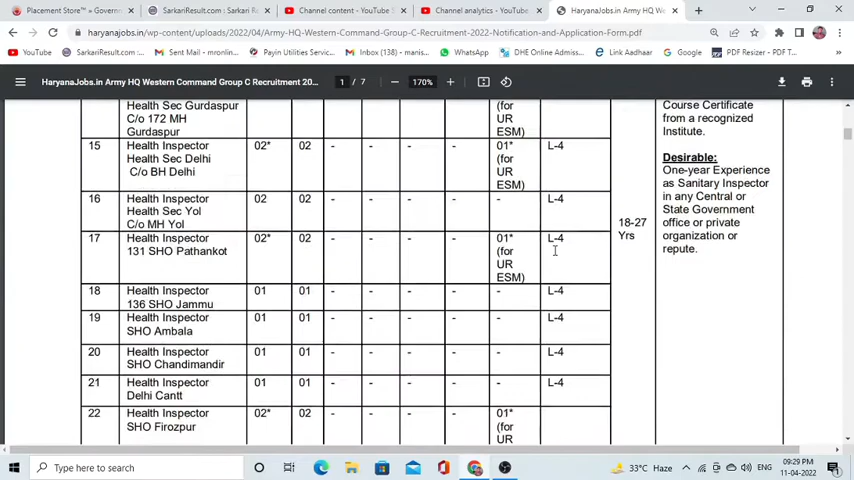 Placement Store™ » Governm
SarkariResult.com : Sarkari Re
Channel content - YouTube S
Channel analytics - YouTube
HaryanaJobs.in Army HQ West
haryanajobs.in/wp-content/uploads/2022/04/Army-HQ-Western-Command-Group-C-Recruitment-2022-Notification-and-Application-Form.pdf
YouTube
SarkariResult.com:...
Sent Mail - mronline...
Payin Utilities Servic...
Inbox (138) - manis...
WhatsApp
DHE Online Admiss...
Link Aadhaar
Google
PDF Resizer - Free T...
PDF Drive
HaryanaJobs.in Army HQ Western Command Group C Recruitment 20...
1 / 7
170%
Health Sec Gurdaspur
C/o 172 MH
Gurdaspur
(for
UR
ESM)
Course Certificate
from a recognized
Institute.
Desirable:
One-year Experience
as Sanitary Inspector
in any Central or
State Government
office or private
organization or
repute.
18-27
Yrs
15 Health Inspector 02* 02 - - - - 01* L-4
Health Sec Delhi (for
C/o BH Delhi UR
ESM)
16 Health Inspector 02 02 - - - - - L-4
Health Sec Yol
C/o MH Yol
17 Health Inspector 02* 02 - - - - 01* L-4
131 SHO Pathankot (for
UR
ESM)
18 Health Inspector 01 01 - - - - - L-4
136 SHO Jammu
19 Health Inspector 01 01 - - - - - L-4
SHO Ambala
20 Health Inspector 01 01 - - - - - L-4
SHO Chandimandir
21 Health Inspector 01 01 - - - - - L-4
Delhi Cantt
22 Health Inspector 02* 02 - - - - 01*
SHO Firozpur (for
UR
Type here to search
33°C Haze
ENG
09:29 PM
11-04-2022